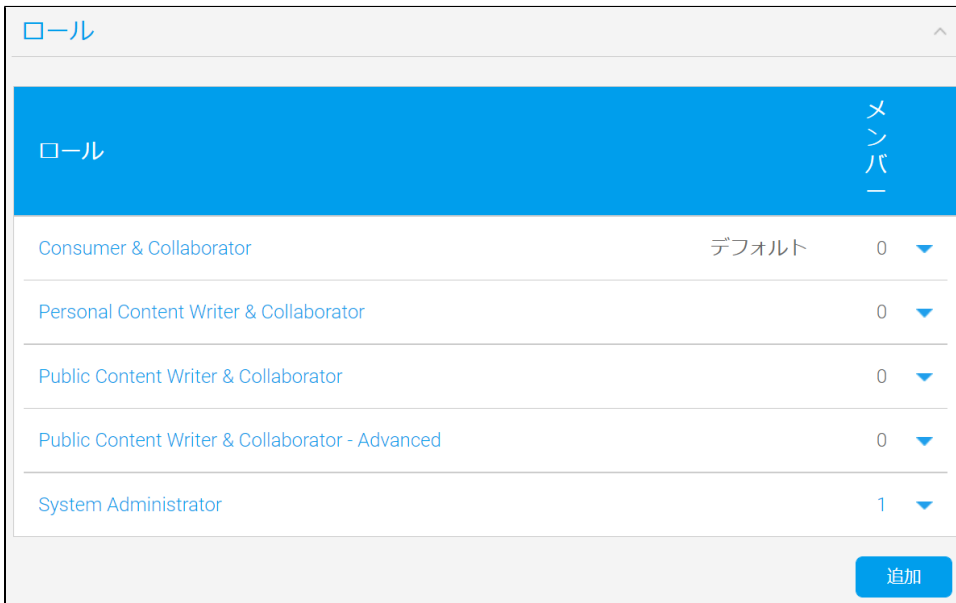 ロール
ロール メンバー
Consumer & Collaborator デフォルト 0
Personal Content Writer & Collaborator 0
Public Content Writer & Collaborator 0
Public Content Writer & Collaborator - Advanced 0
System Administrator 1
追加